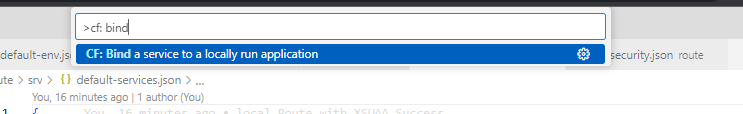 >cf: bind
CF: Bind a service to a locally run application
default-env.js
security.json route
ute > srv > {} default-services.json > ...
You, 16 minutes ago | 1 author (You)
1 { You, 16 minutes ago • local Route with XSUAA Success